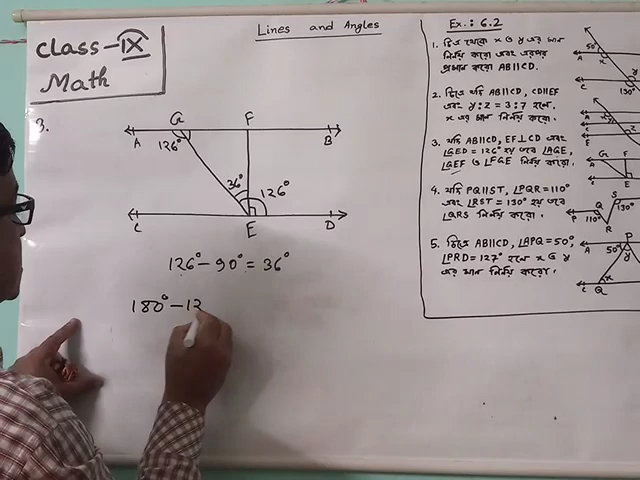 Lines and Angles
class-IX
Math
3.
G F
A B
126°
36° 126°
C E D
126° - 90° = 36°
180° - 12
Ex.: 6.2
1. চিত্র থেকে x ও y এর মান
নির্ণয় করো এবং তারপর
প্রমান করো AB||CD.
50°
A
x
y
C
130°
2. চিত্রে যদি AB||CD, CD||EF
এবং y:z = 3:7 হলে,
x এর মান নির্ণয় করো.
A
C
E
z
3. যদি AB||CD, EF⊥CD এবং
∠GED = 126° হয় তবে ∠AGE,
∠GEF ও ∠FGE নির্ণয় করো.
G F
A
C
E
4. যদি PQ||ST, ∠PQR = 110°
এবং ∠RST = 130° হয় তবে
∠QRS নির্ণয় করো.
S
130°
P Q
110°
R
5. চিত্রে AB||CD, ∠APQ = 50°,
∠PRD = 127° হলে x ও y
এর মান নির্ণয় করো.
P
A
50° y
x
C Q